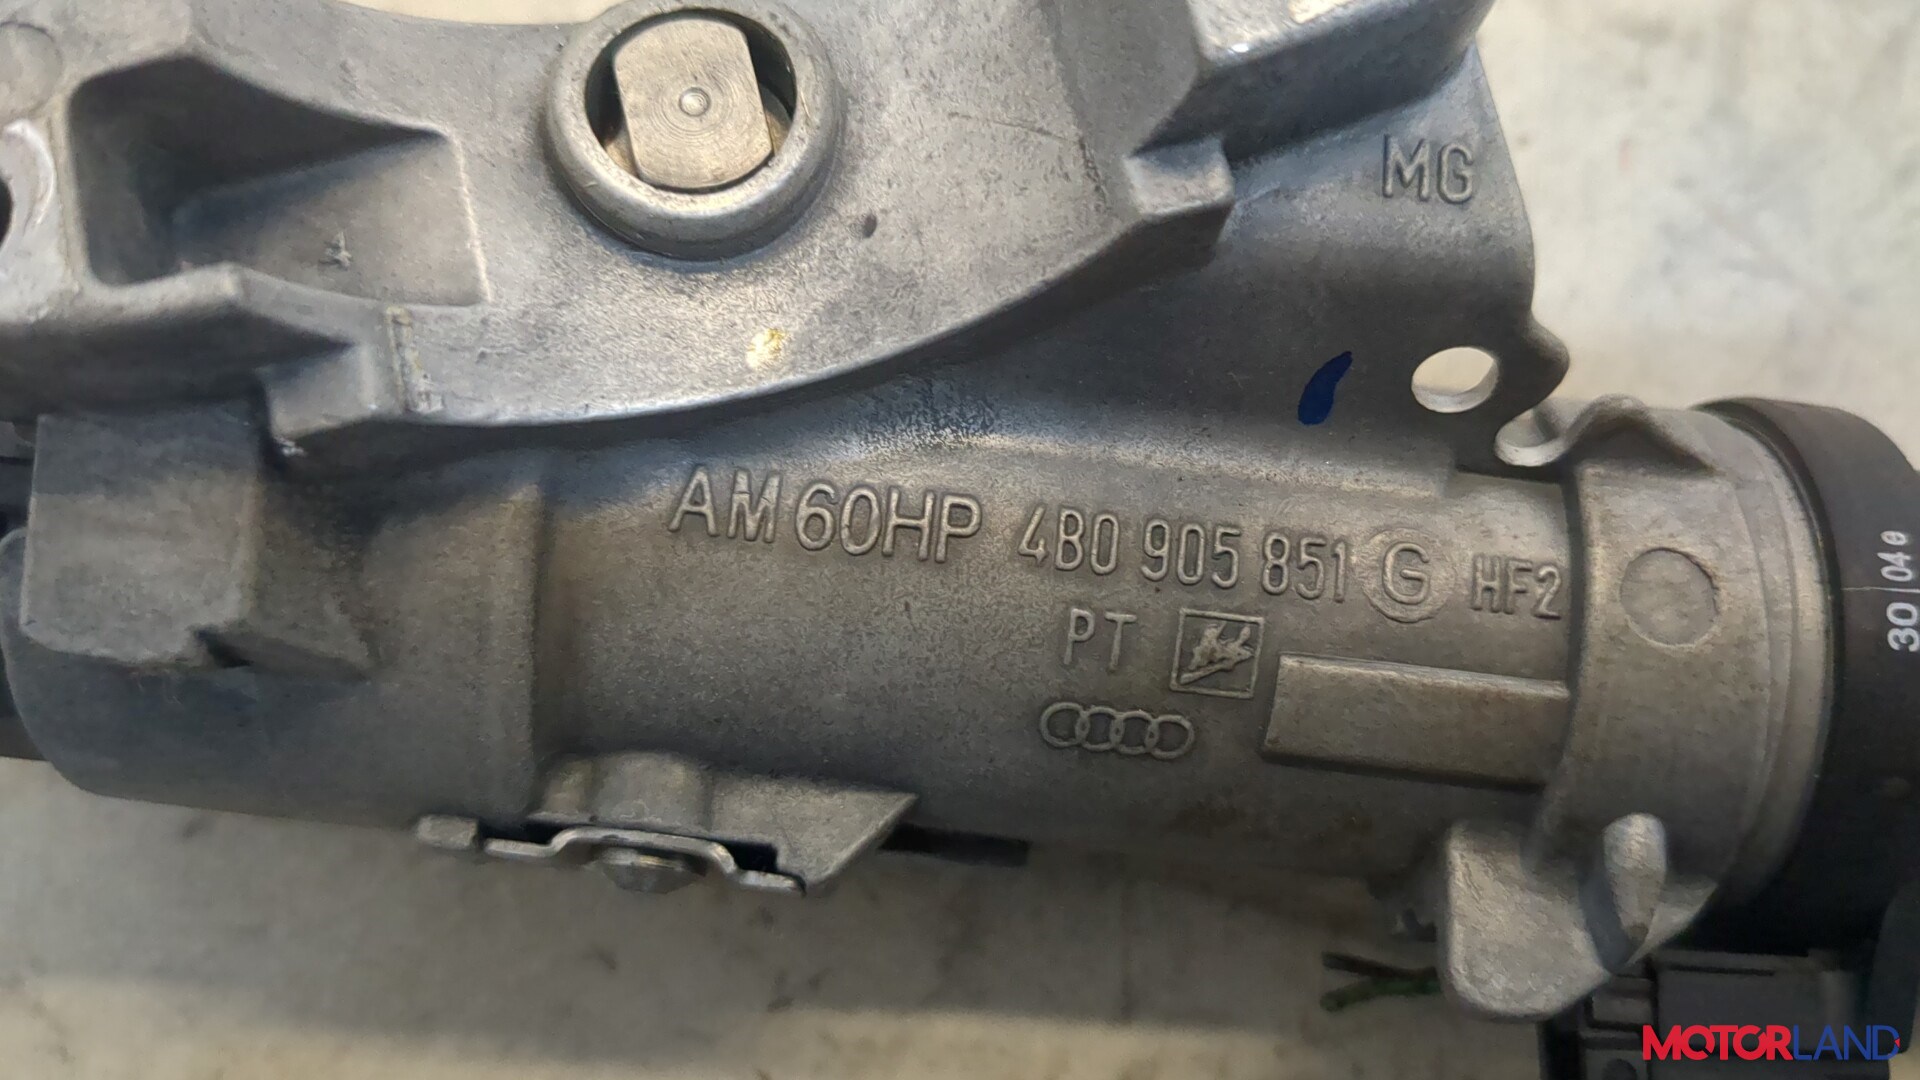 MG
AM 60HP 4B0 905 851 G HF2
PT
30 04
MOTORLAND